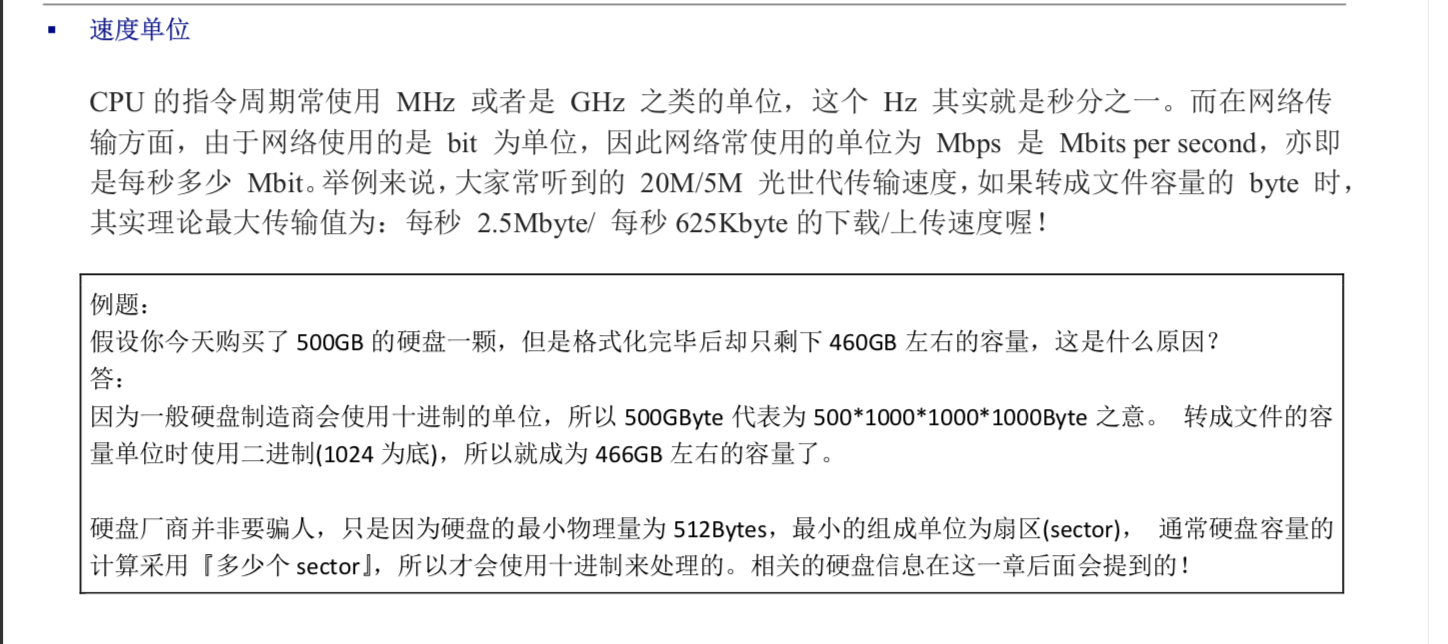 ▪ 速度单位
CPU 的指令周期常使用 MHz 或者是 GHz 之类的单位，这个 Hz 其实就是秒分之一。而在网络传
输方面，由于网络使用的是 bit 为单位，因此网络常使用的单位为 Mbps 是 Mbits per second，亦即
是每秒多少 Mbit。举例来说，大家常听到的 20M/5M 光世代传输速度，如果转成文件容量的 byte 时，
其实理论最大传输值为：每秒 2.5Mbyte/ 每秒 625Kbyte 的下载/上传速度喔！
例题：
假设你今天购买了 500GB 的硬盘一颗，但是格式化完毕后却只剩下 460GB 左右的容量，这是什么原因？
答：
因为一般硬盘制造商会使用十进制的单位，所以 500GByte 代表为 500*1000*1000*1000Byte 之意。 转成文件的容
量单位时使用二进制(1024 为底)，所以就成为 466GB 左右的容量了。
硬盘厂商并非要骗人，只是因为硬盘的最小物理量为 512Bytes，最小的组成单位为扇区(sector)， 通常硬盘容量的
计算采用『多少个 sector』，所以才会使用十进制来处理的。相关的硬盘信息在这一章后面会提到的！